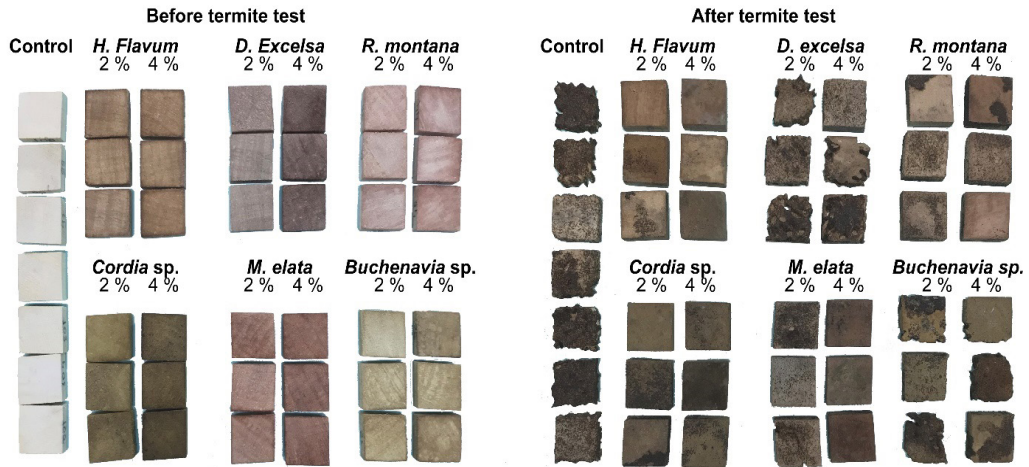 Before termite test
Control
H. Flavum
2 % 4 %
D. Excelsa
2 % 4 %
R. montana
2 % 4 %
Cordia sp.
2 % 4 %
M. elata
2 % 4 %
Buchenavia sp.
2 % 4 %
After termite test
Control
H. Flavum
2 % 4 %
D. excelsa
2 % 4 %
R. montana
2 % 4 %
Cordia sp.
2 % 4 %
M. elata
2 % 4 %
Buchenavia sp.
2 % 4 %